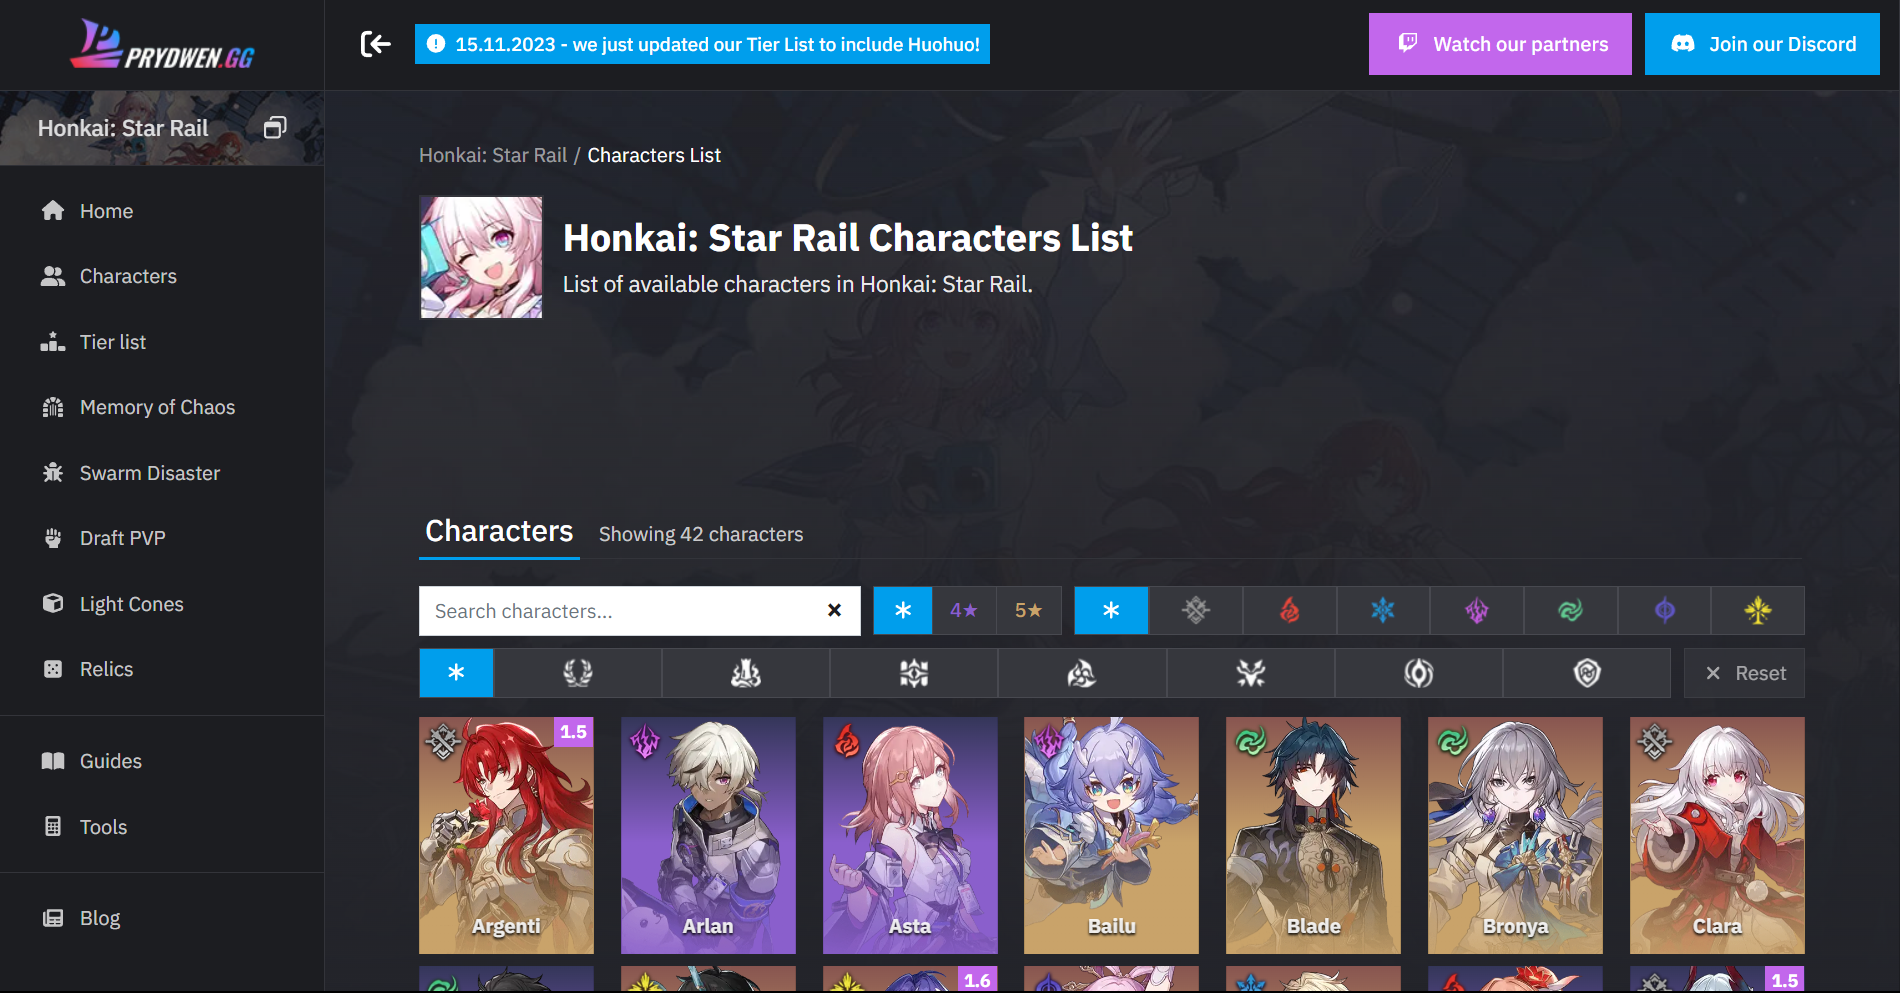 PRYDWEN.GG
15.11.2023 - we just updated our Tier List to include Huohuo!
Watch our partners
Join our Discord
Honkai: Star Rail
Home
Characters
Tier list
Memory of Chaos
Swarm Disaster
Draft PVP
Light Cones
Relics
Guides
Tools
Blog
Honkai: Star Rail / Characters List
Honkai: Star Rail Characters List
List of available characters in Honkai: Star Rail.
Characters
Showing 42 characters
Search characters...
4★
5★
Reset
1.5
Argenti
Arlan
Asta
Bailu
Blade
Bronya
Clara
1.6
1.5